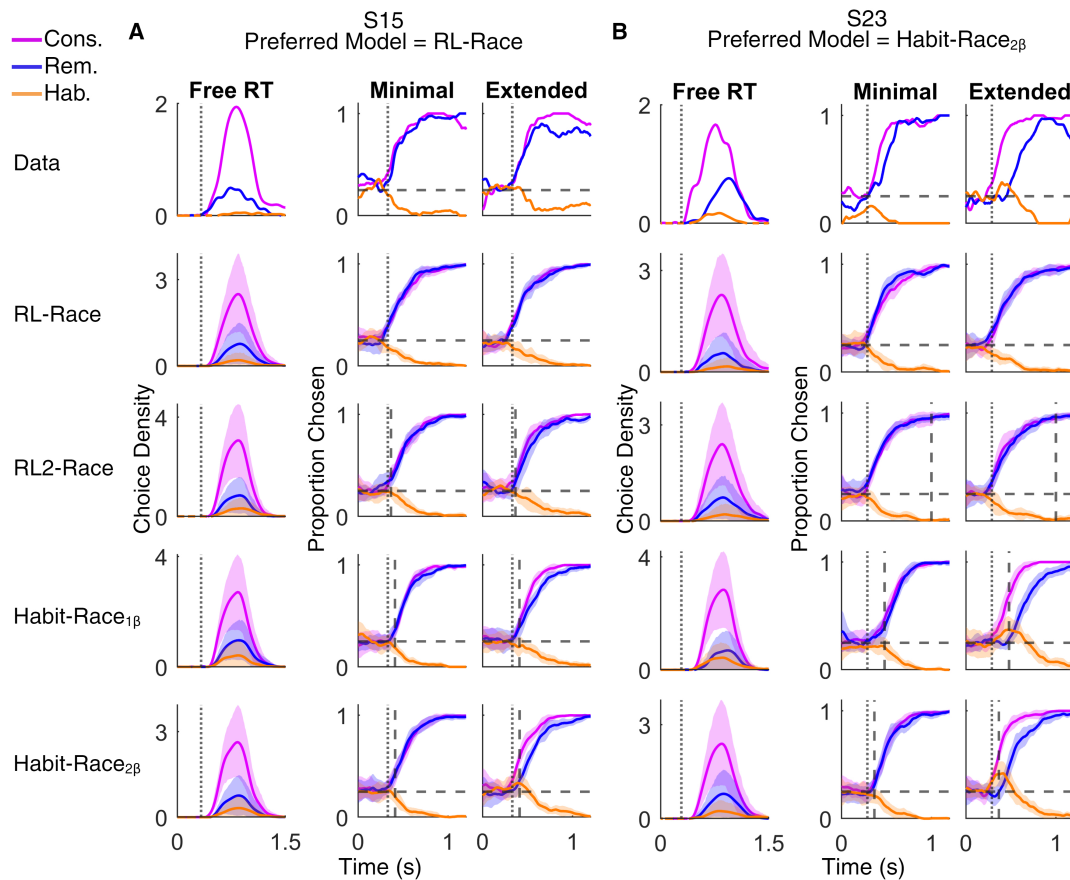 Cons.
Rem.
Hab.
A
S15
Preferred Model = RL-Race
B
S23
Preferred Model = Habit-Race2β
Free RT
Minimal
Extended
Free RT
Minimal
Extended
Data
2
0
1
0
2
0
1
0
RL-Race
3
0
1
0
3
0
1
0
RL2-Race
4
0
1
0
3
0
1
0
Habit-Race1β
4
0
1
0
4
0
1
0
Habit-Race2β
3
0
1
0
3
0
1
0
Choice Density
Proportion Chosen
Choice Density
Proportion Chosen
0
1.5
0
1
0
1
0
1.5
0
1
0
1
Time (s)
Time (s)